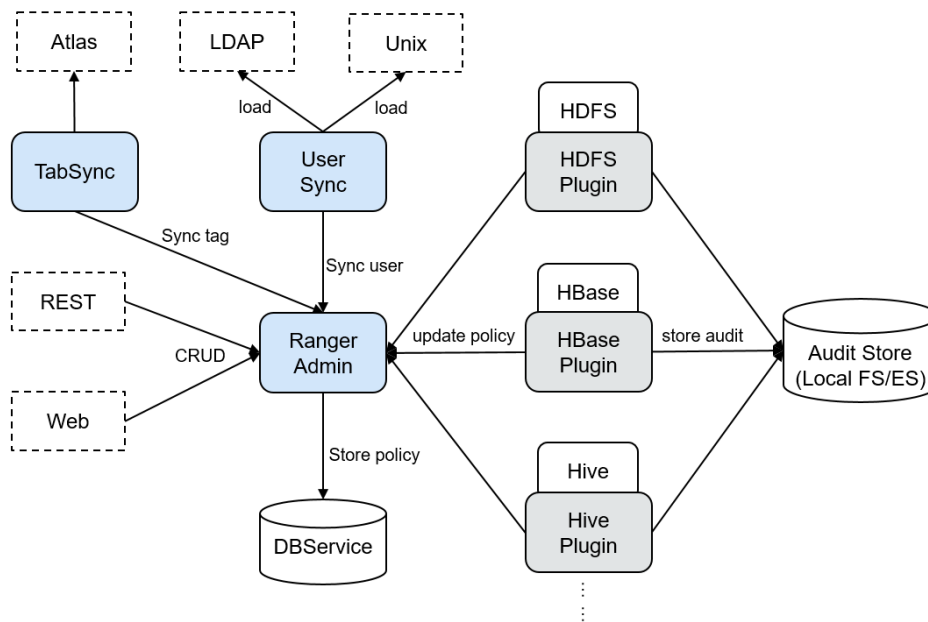 Atlas
LDAP
Unix
load
load
HDFS
TabSync
User
Sync
HDFS
Plugin
Sync tag
Sync user
REST
HBase
Ranger
Admin
CRUD
update policy
HBase
Plugin
store audit
Audit Store
(Local FS/ES)
Web
Store policy
Hive
Hive
Plugin
DBService